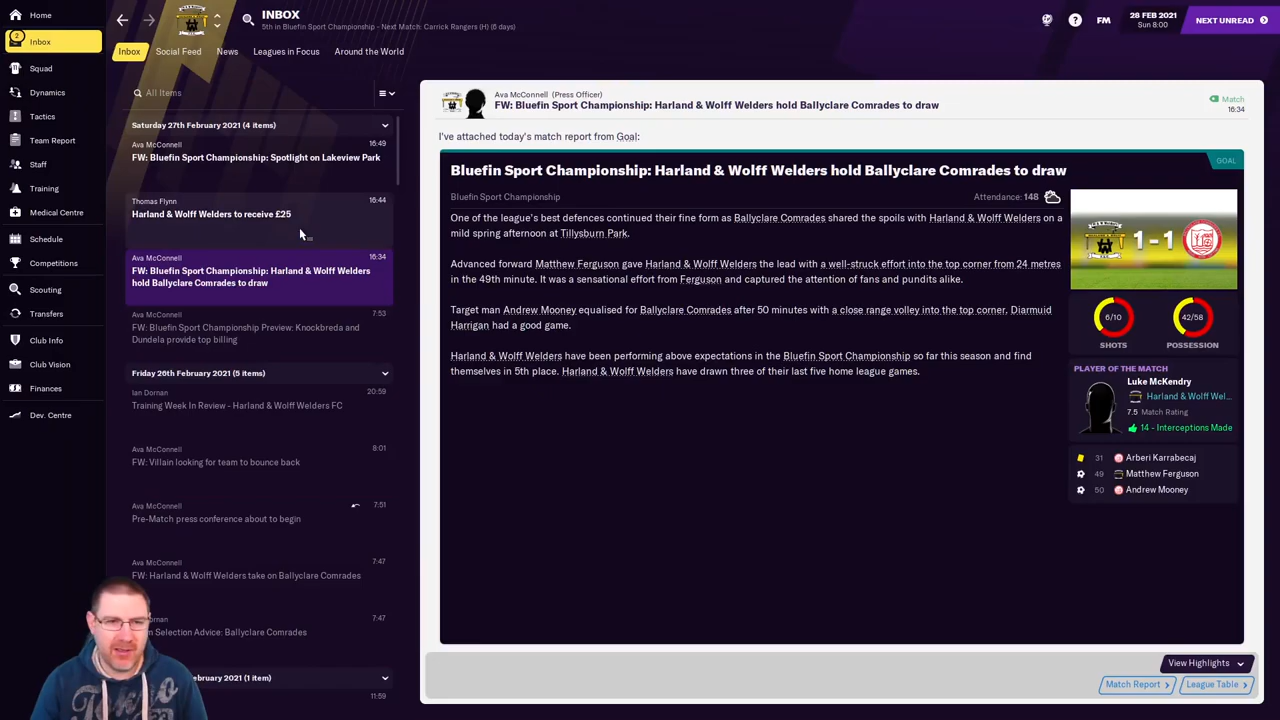 Home
INBOX
5th in Bluefin Sport Championship - Next Match: Carrick Rangers (H) (6 days)
FM
28 FEB 2021
Sun 8:00
NEXT UNREAD
2
Inbox
Inbox
Social Feed
News
Leagues in Focus
Around the World
Squad
Dynamics
Tactics
Team Report
Staff
Training
Medical Centre
Schedule
Competitions
Scouting
Transfers
Club Info
Club Vision
Finances
Dev. Centre
All Items
Saturday 27th February 2021 (4 items)
Ava McConnell 16:49
FW: Bluefin Sport Championship: Spotlight on Lakeview Park
Thomas Flynn 16:44
Harland & Wolff Welders to receive £25
Ava McConnell 16:34
FW: Bluefin Sport Championship: Harland & Wolff Welders
hold Ballyclare Comrades to draw
Ava McConnell 7:53
FW: Bluefin Sport Championship Preview: Knockbreda and
Dundela provide top billing
Friday 26th February 2021 (5 items)
Ian Dornan 20:59
Training Week In Review - Harland & Wolff Welders FC
Ava McConnell 8:01
FW: Villain looking for team to bounce back
Ava McConnell 7:51
Pre-Match press conference about to begin
Ava McConnell 7:47
FW: Harland & Wolff Welders take on Ballyclare Comrades
7:47
Selection Advice: Ballyclare Comrades
2021 (1 item)
11:59
Ava McConnell (Press Officer)
FW: Bluefin Sport Championship: Harland & Wolff Welders hold Ballyclare Comrades to draw
Match
16:34
I've attached today's match report from Goal:
GOAL
Bluefin Sport Championship: Harland & Wolff Welders hold Ballyclare Comrades to draw
Bluefin Sport Championship
Attendance: 148
One of the league's best defences continued their fine form as Ballyclare Comrades shared the spoils with Harland & Wolff Welders on a
mild spring afternoon at Tillysburn Park.
Advanced forward Matthew Ferguson gave Harland & Wolff Welders the lead with a well-struck effort into the top corner from 24 metres
in the 49th minute. It was a sensational effort from Ferguson and captured the attention of fans and pundits alike.
Target man Andrew Mooney equalised for Ballyclare Comrades after 50 minutes with a close range volley into the top corner. Diarmuid
Harrigan had a good game.
Harland & Wolff Welders have been performing above expectations in the Bluefin Sport Championship so far this season and find
themselves in 5th place. Harland & Wolff Welders have drawn three of their last five home league games.
1-1
6/10
SHOTS
42/58
POSSESSION
PLAYER OF THE MATCH
Luke McKendry
Harland & Wolff Wel...
7.5 Match Rating
14 - Interceptions Made
31 Arberi Karrabecaj
49 Matthew Ferguson
50 Andrew Mooney
View Highlights
Match Report
League Table